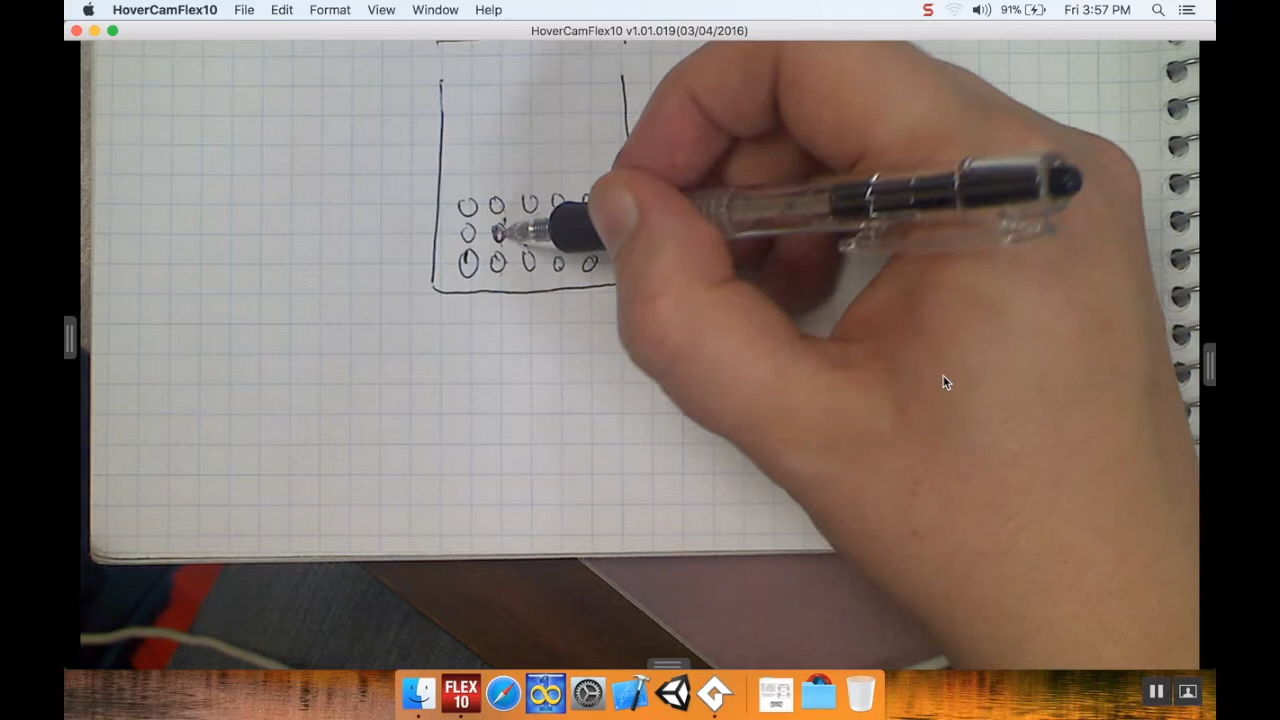 HoverCamFlex10 File Edit Format View Window Help S 91% Fri 3:57 PM
HoverCamFlex10 v1.01.019(03/04/2016)
FLEX
10